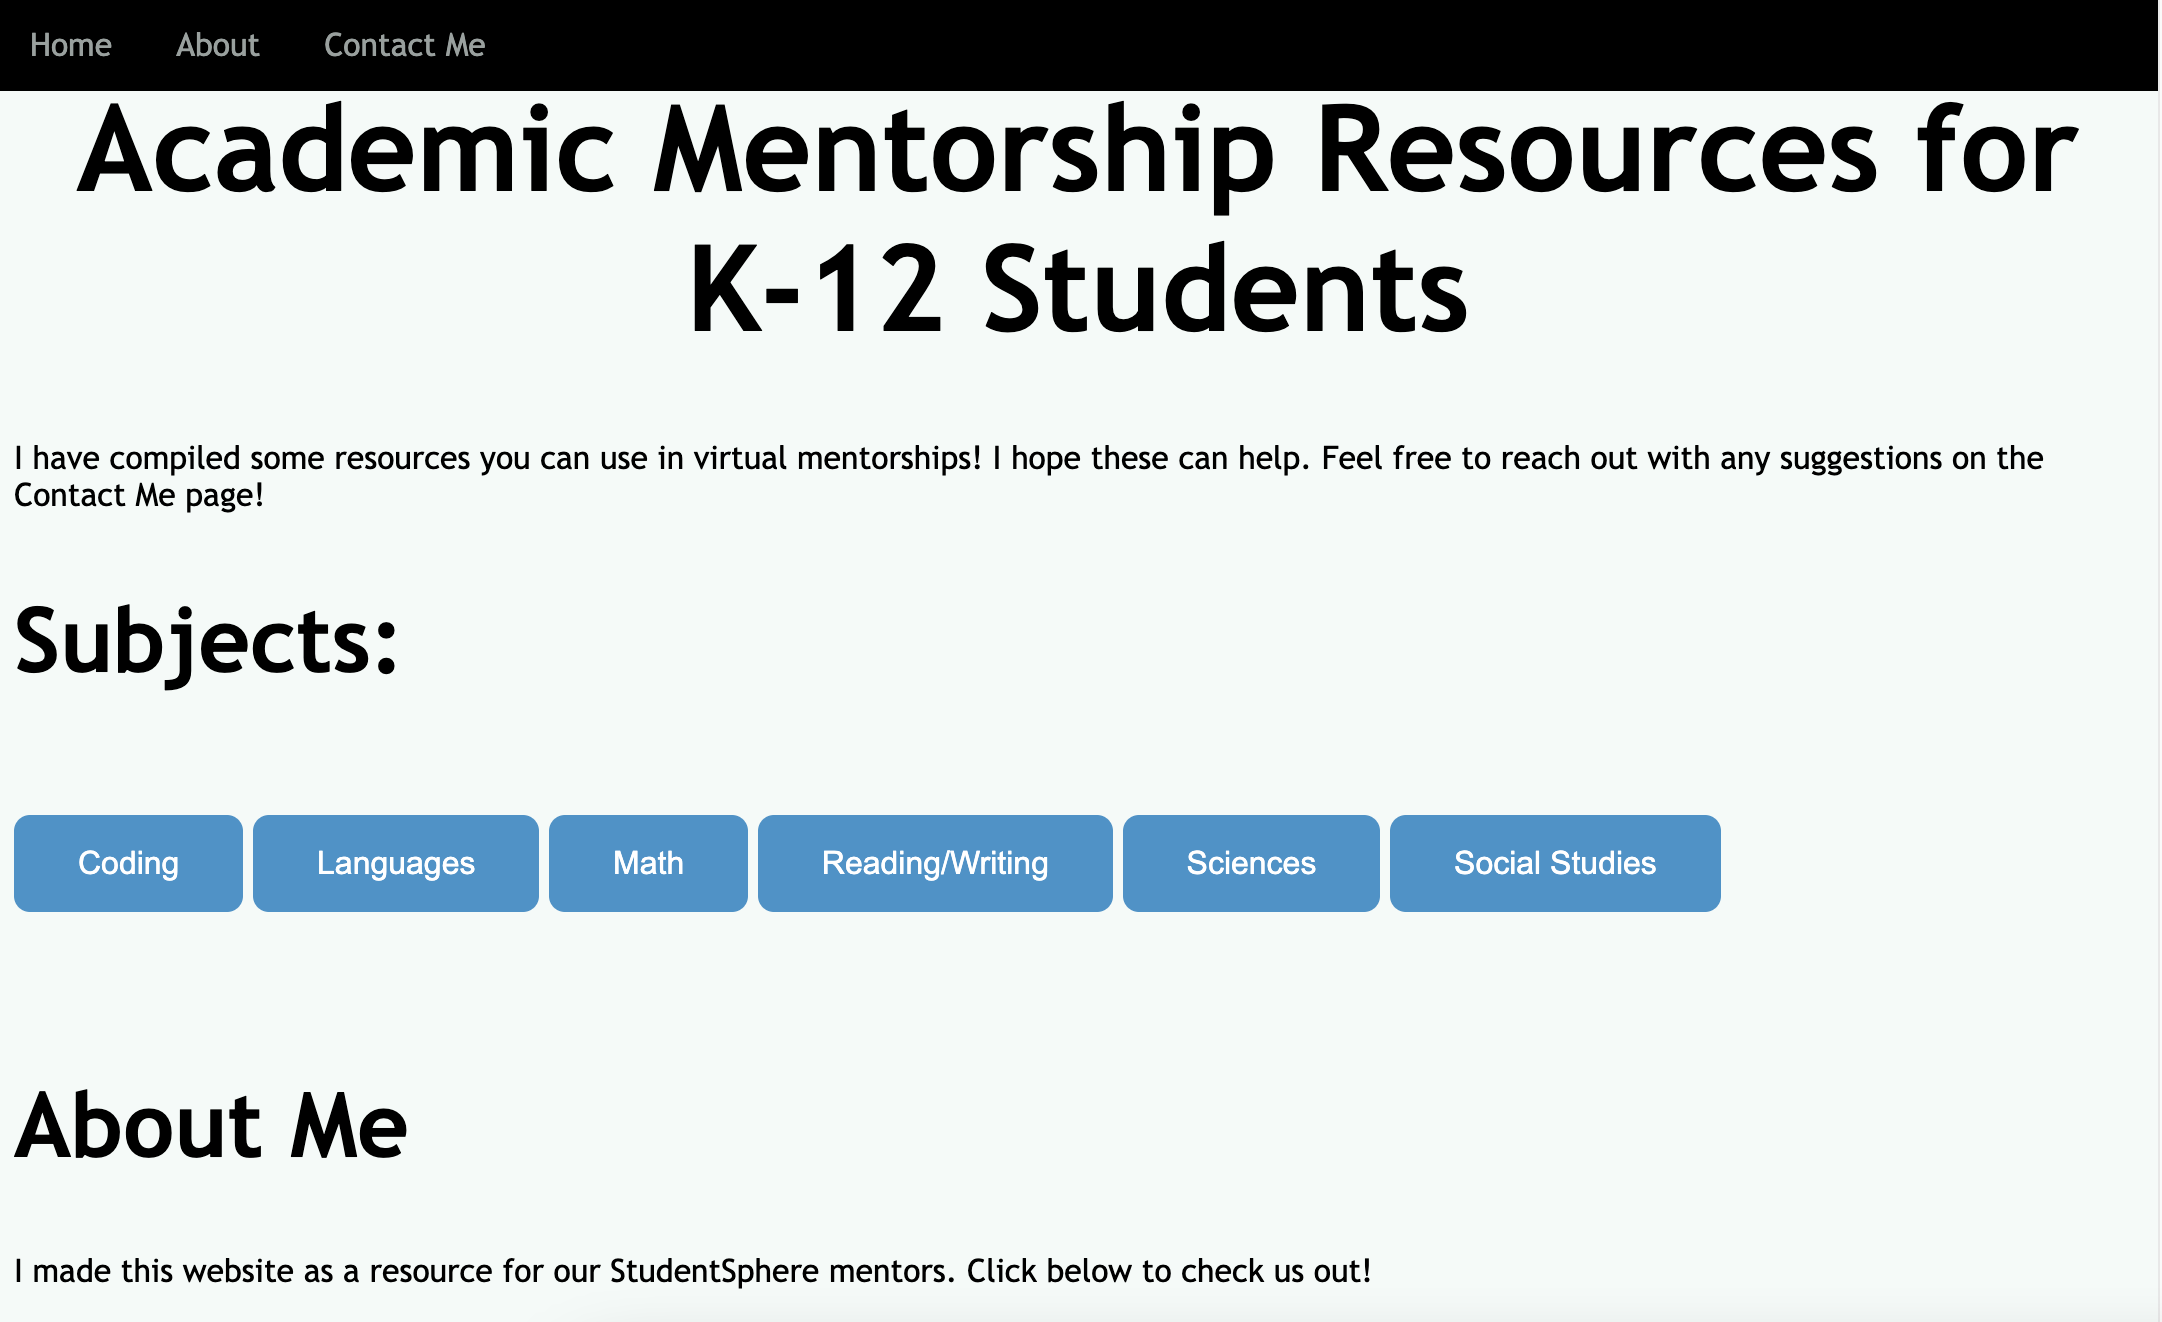 Home About Contact Me
Academic Mentorship Resources for
K-12 Students
I have compiled some resources you can use in virtual mentorships! I hope these can help. Feel free to reach out with any suggestions on the
Contact Me page!
Subjects:
Coding Languages Math Reading/Writing Sciences Social Studies
About Me
I made this website as a resource for our StudentSphere mentors. Click below to check us out!